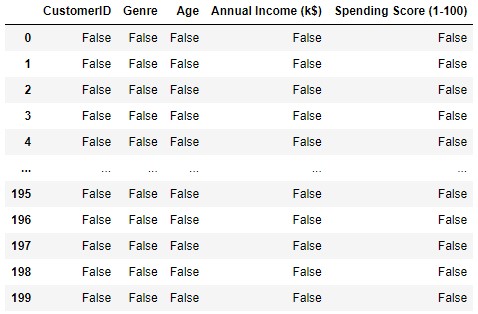 CustomerID Genre Age Annual Income (k$) Spending Score (1-100)
0 False False False False False
1 False False False False False
2 False False False False False
3 False False False False False
4 False False False False False
... ... ... ... ... ...
195 False False False False False
196 False False False False False
197 False False False False False
198 False False False False False
199 False False False False False